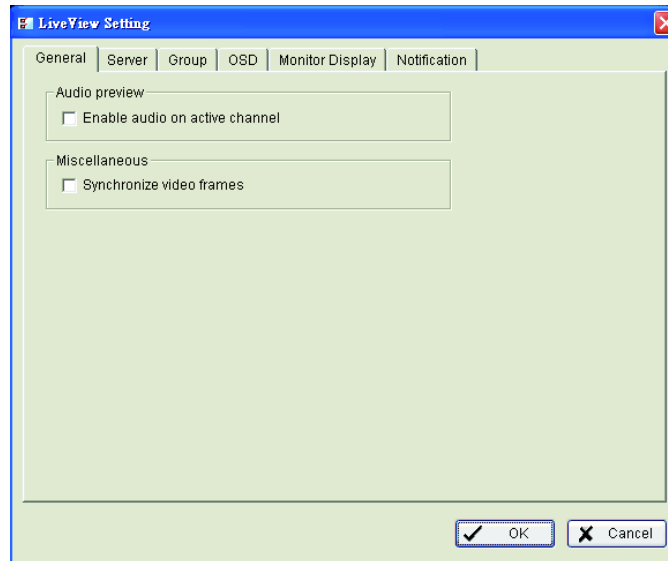 LiveView Setting
General Server Group OSD Monitor Display Notification
Audio preview
Enable audio on active channel
Miscellaneous
Synchronize video frames
OK Cancel